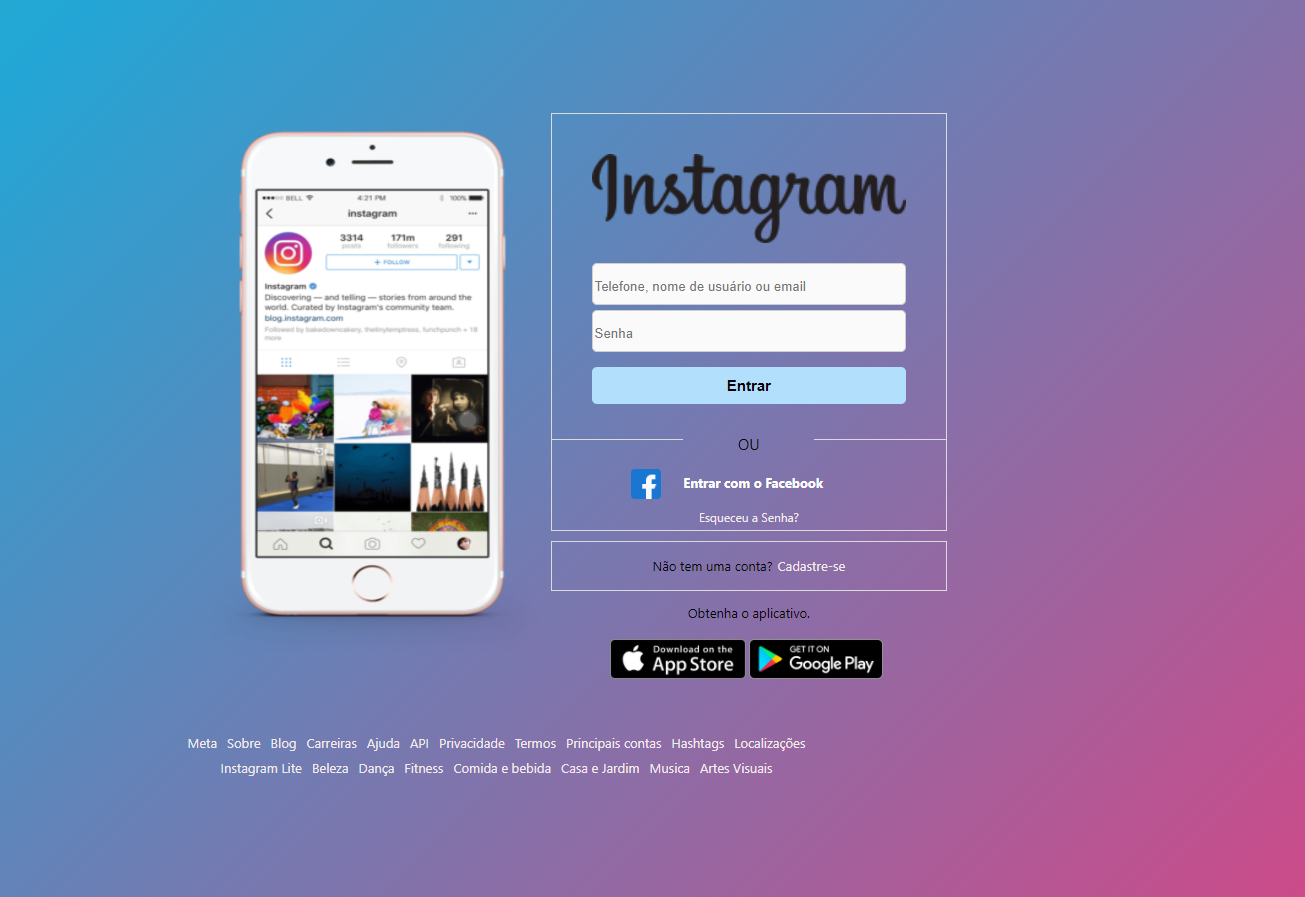 BELL
4:21 PM
100%
instagram
3314
171m
291
posts
followers
following
+ FOLLOW
Instagram
Discovering — and telling — stories from around the
world. Curated by Instagram's community team.
blog.instagram.com
Followed by bakedowncakery, thetinytemptress, lunchpunch + 18
more
Instagram
Telefone, nome de usuário ou email
Senha
Entrar
OU
Entrar com o Facebook
Esqueceu a Senha?
Não tem uma conta? Cadastre-se
Obtenha o aplicativo.
Download on the
App Store
GET IT ON
Google Play
Meta Sobre Blog Carreiras Ajuda API Privacidade Termos Principais contas Hashtags Localizações
Instagram Lite Beleza Dança Fitness Comida e bebida Casa e Jardim Musica Artes Visuais